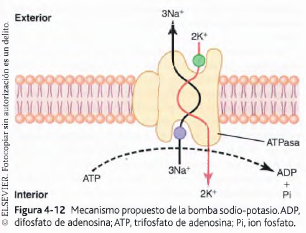 Exterior
3Na+
2K+
ATPasa
3Na+
ATP
ADP
+
Pi
Interior
2K+
Figura 4-12 Mecanismo propuesto de la bomba sodio-potasio. ADP,
difosfato de adenosina; ATP, trifosfato de adenosina; Pi, ion fosfato.
© ELSEVIER. Fotocopiar sin autorización es un delito.